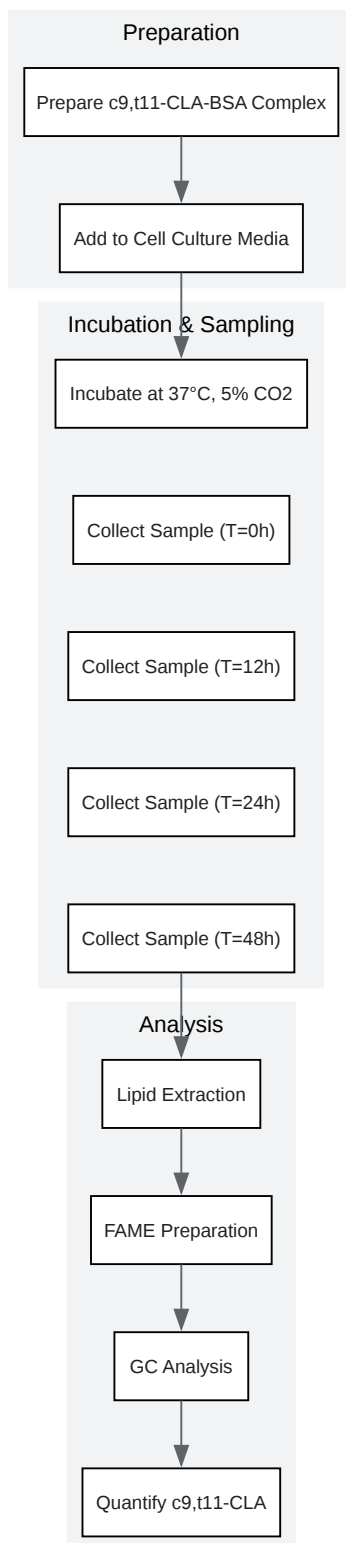 Preparation
Prepare c9,t11-CLA-BSA Complex
Add to Cell Culture Media
Incubation & Sampling
Incubate at 37°C, 5% CO2
Collect Sample (T=0h)
Collect Sample (T=12h)
Collect Sample (T=24h)
Collect Sample (T=48h)
Analysis
Lipid Extraction
FAME Preparation
GC Analysis
Quantify c9,t11-CLA